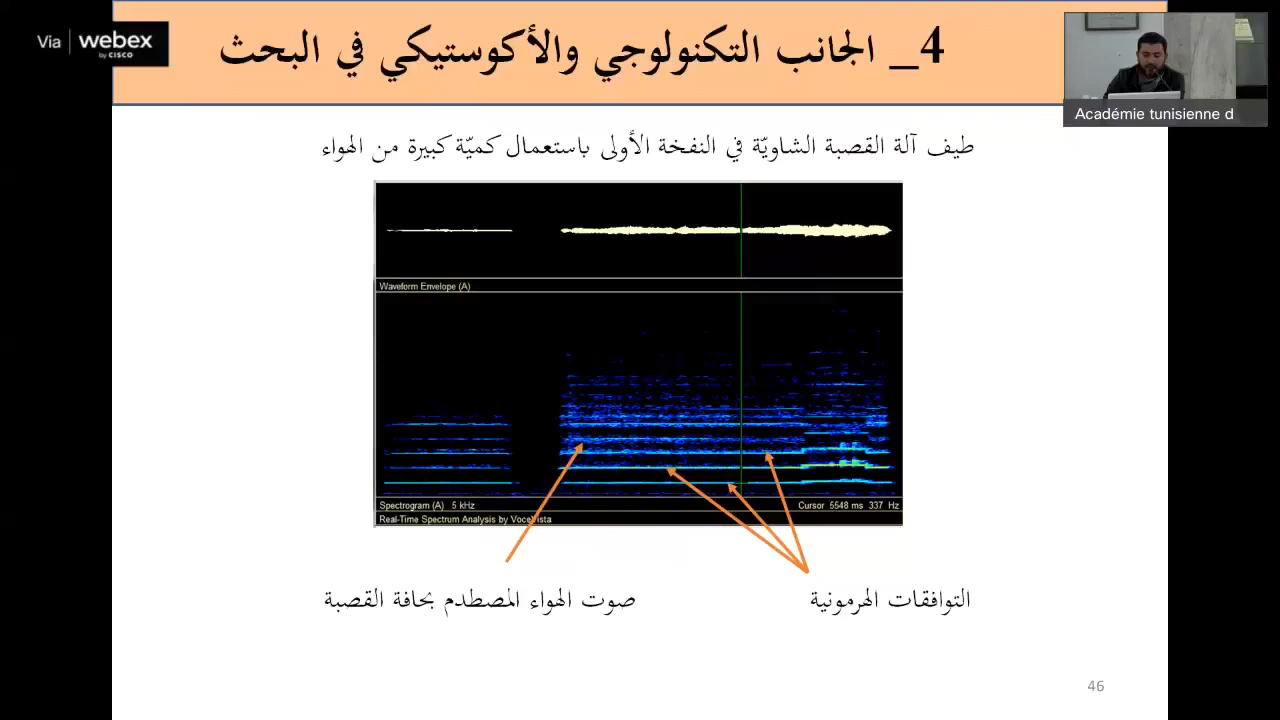 Via webex
by CISCO
4_ الجانب التكنولوجي والأكوستيكي في البحث
Académie tunisienne d
طيف آلة القصبة الشاويّة في النفخة الأولى باستعمال كميّة كبيرة من الهواء
Waveform Envelope (A)
Spectrogram (A) 5 kHz
Cursor 5548 ms 337 Hz
Real-Time Spectrum Analysis by VoceVista
التوافقات الهرمونية
صوت الهواء المصطدم بحافة القصبة
46